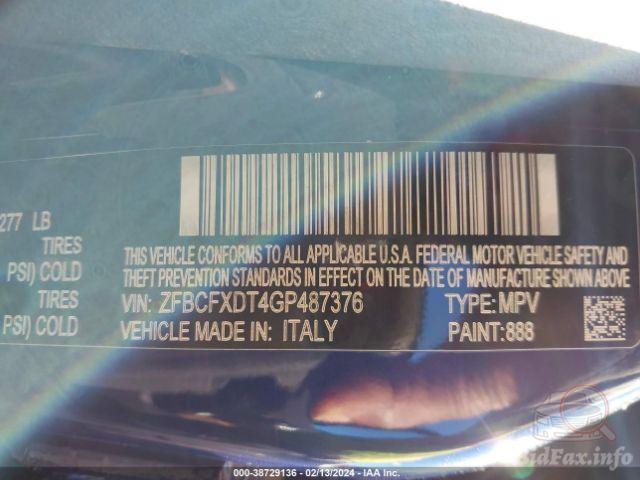 277 LB
TIRES
PSI) COLD
TIRES
PSI) COLD
THIS VEHICLE CONFORMS TO ALL APPLICABLE U.S.A. FEDERAL MOTOR VEHICLE SAFETY AND
THEFT PREVENTION STANDARDS IN EFFECT ON THE DATE OF MANUFACTURE SHOWN ABOVE
VIN: ZFBCFXDT4GP487376 TYPE: MPV
VEHICLE MADE IN ITALY PAINT: 888
BidFax.info
000-38729136 - 02/13/2024 - IAA Inc.